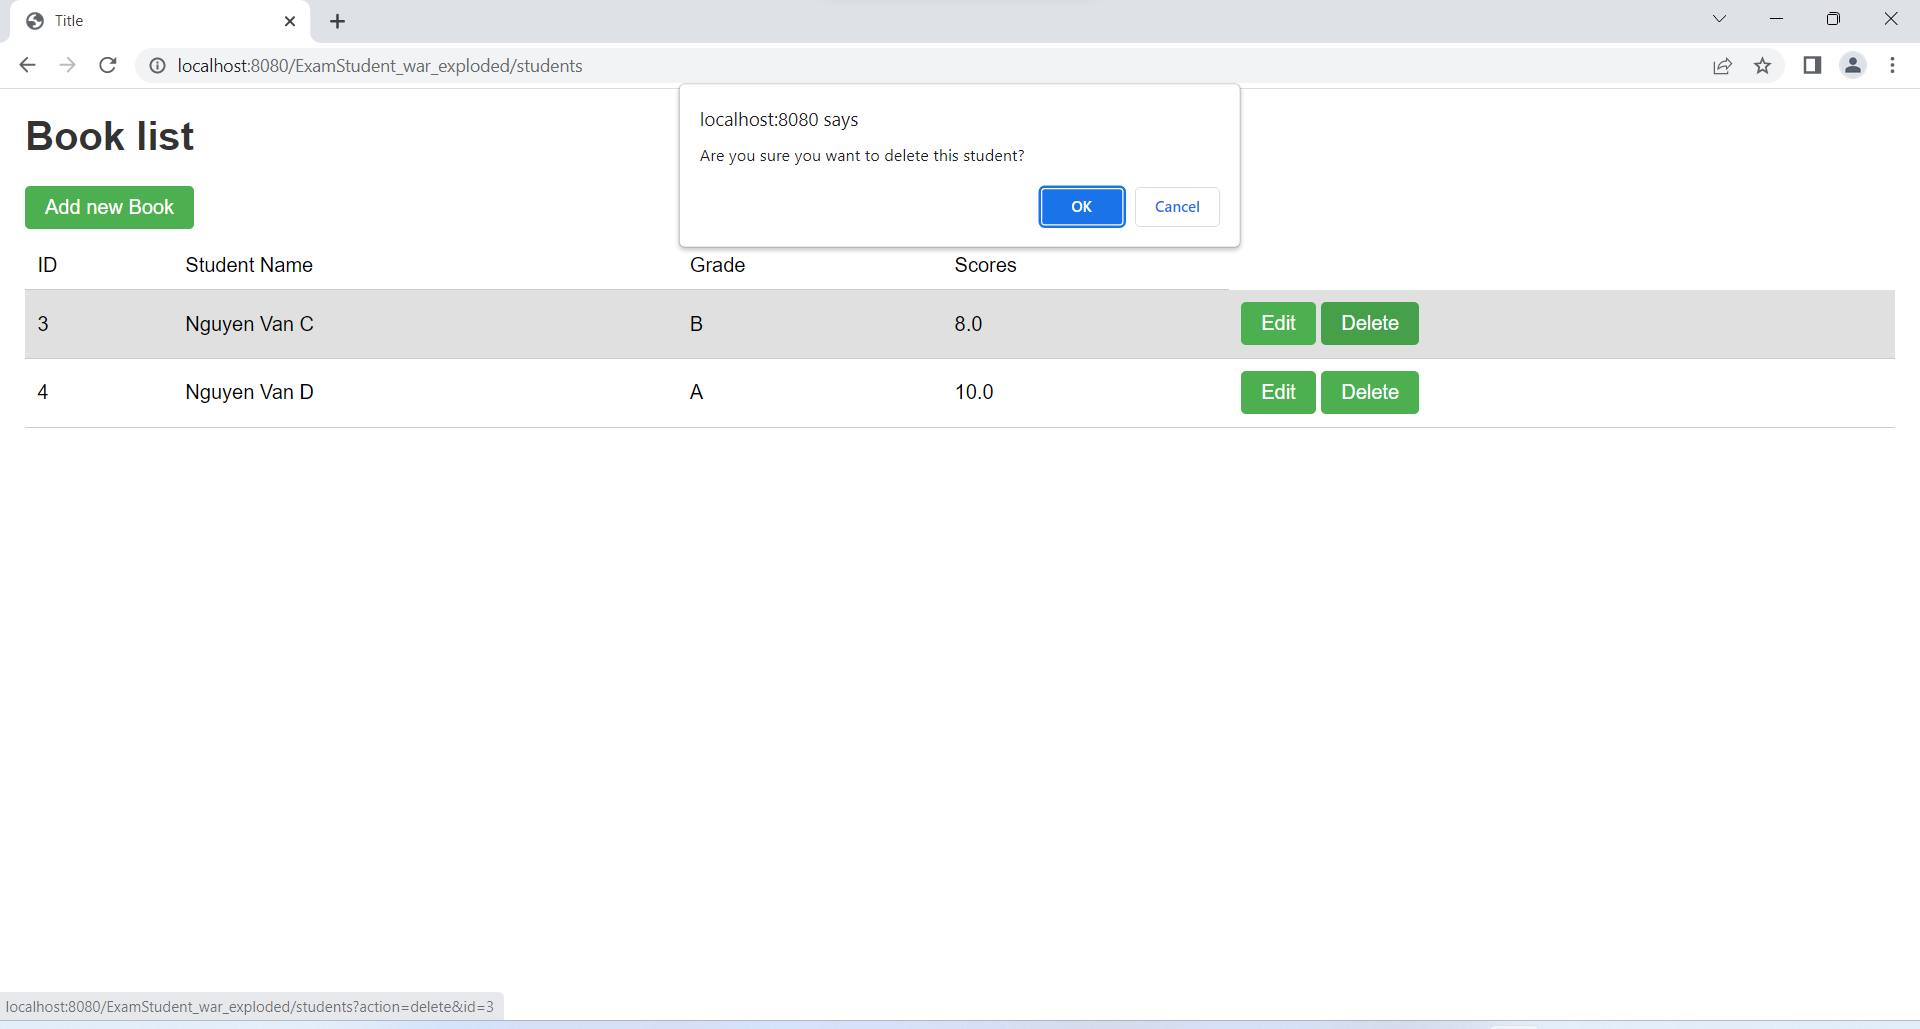 Title
localhost:8080/ExamStudent_war_exploded/students
localhost:8080 says
Are you sure you want to delete this student?
OK Cancel
Book list
Add new Book
ID Student Name Grade Scores
3 Nguyen Van C B 8.0 Edit Delete
4 Nguyen Van D A 10.0 Edit Delete
localhost:8080/ExamStudent_war_exploded/students?action=delete&id=3